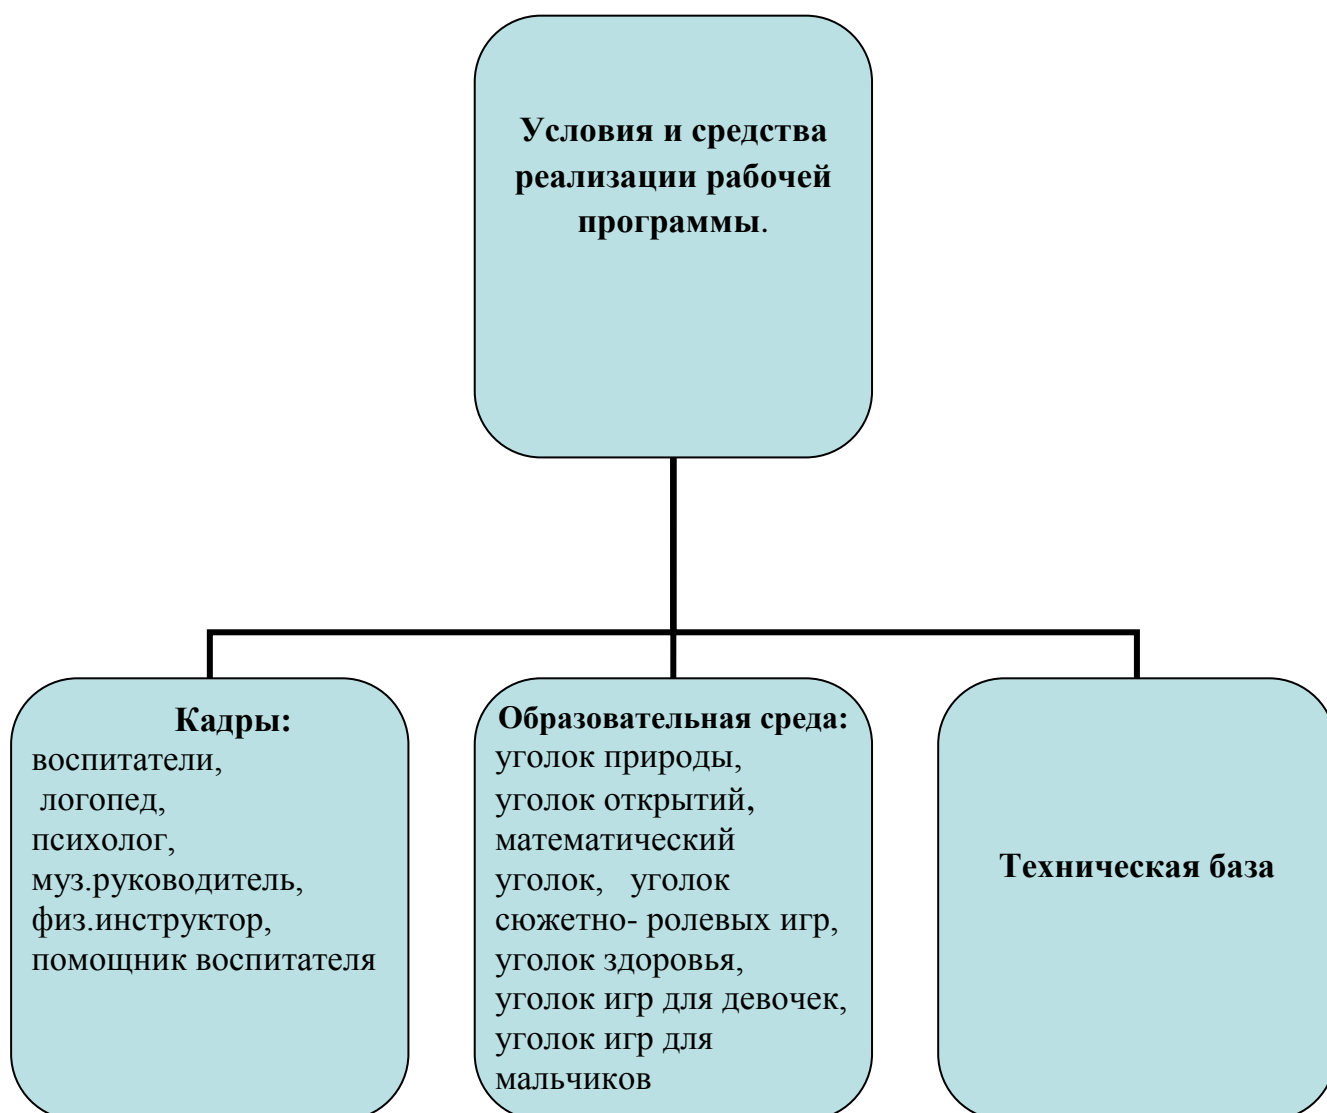 Условия и средства
реализации рабочей
программы.
Кадры:
воспитатели,
логопед,
психолог,
муз.руководитель,
физ.инструктор,
помощник воспитателя
Образовательная среда:
уголок природы,
уголок открытий,
математический
уголок,   уголок
сюжетно- ролевых игр,
уголок здоровья,
уголок игр для девочек,
уголок игр для
мальчиков
Техническая база